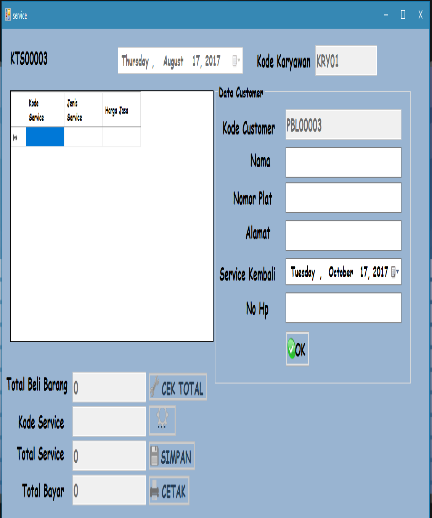 service
KTS00003
Thursday , August 17, 2017
Kode Karyawan KRY01
Kode Service Jenis Service Harga Jasa
Data Customer
Kode Customer PBL00003
Nama
Nomor Plat
Alamat
Service Kembali Tuesday , October 17, 2017
No Hp
OK
Total Beli Barang 0 CEK TOTAL
Kode Service ...
Total Service 0 SIMPAN
Total Bayar 0 CETAK